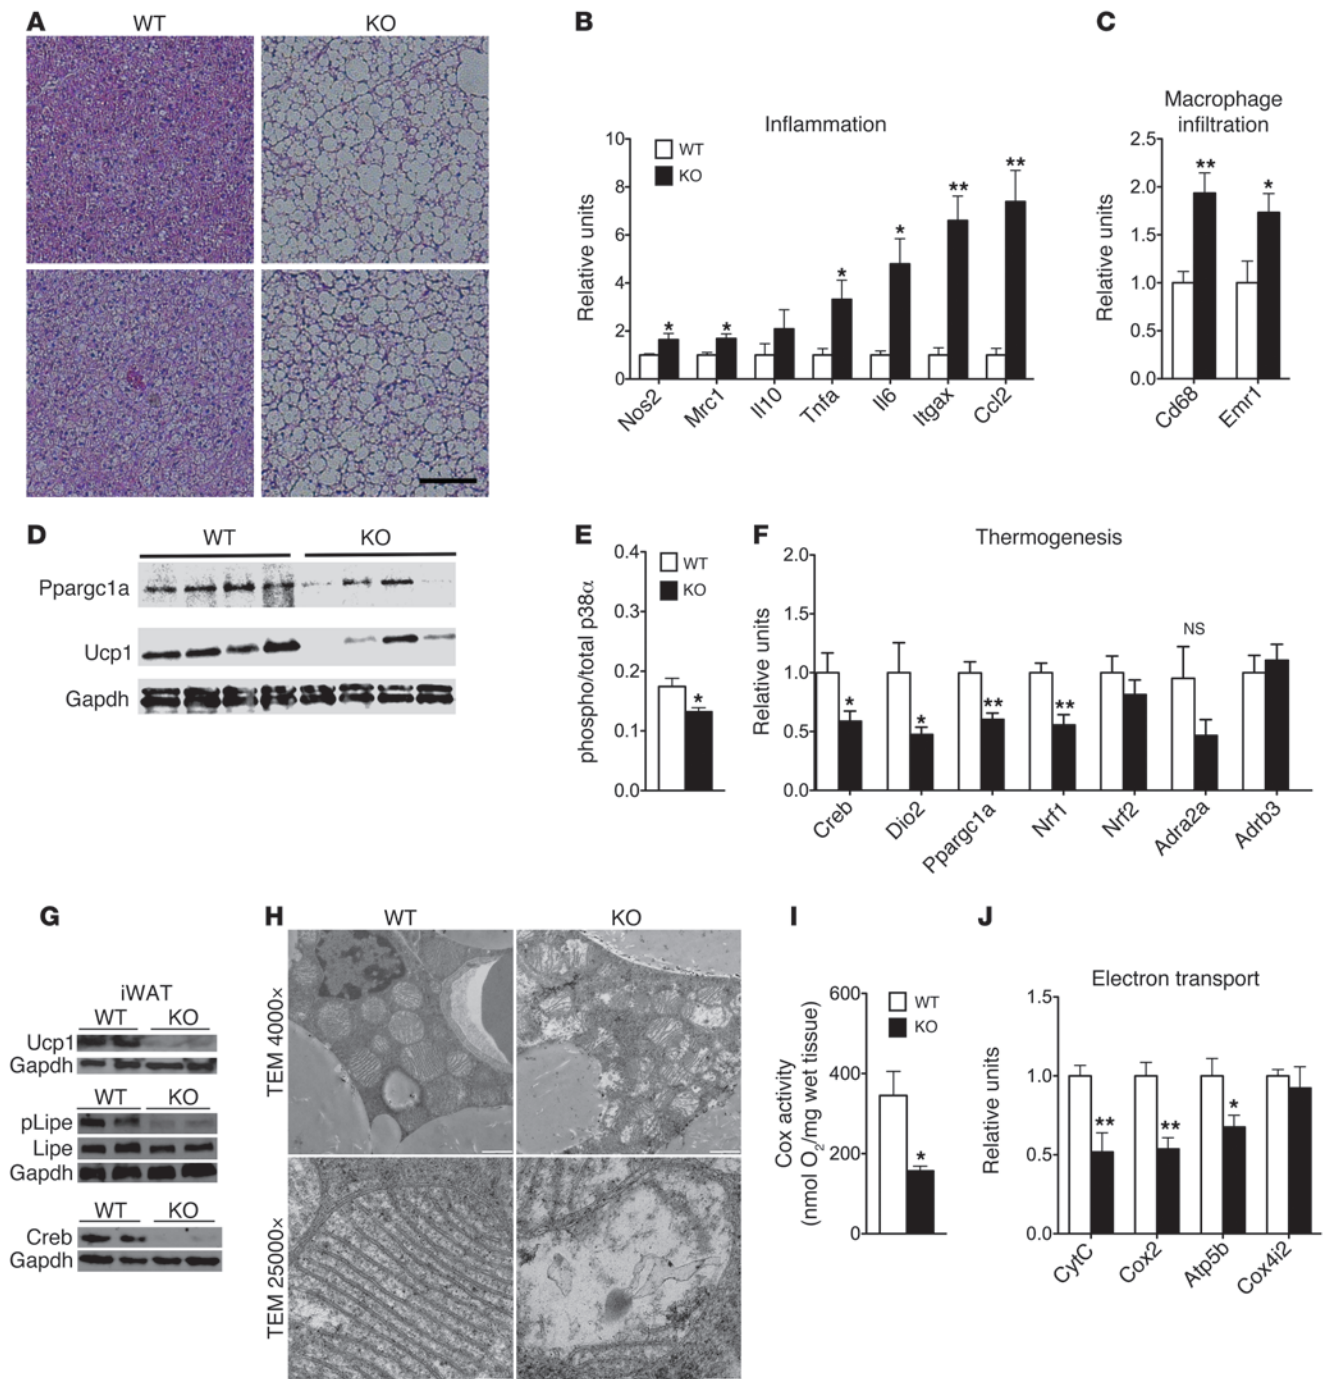 A
WT
KO
B
Inflammation
Relative units
10
8
6
4
2
0
WT
KO
*
*
*
*
**
**
Nos2
Mrc1
Il10
Tnfa
Il6
Itgax
Ccl2
C
Macrophage
infiltration
Relative units
2.5
2.0
1.5
1.0
0.5
0.0
**
*
Cd68
Emr1
D
WT
KO
Ppargc1a
Ucp1
Gapdh
E
phospho/total p38α
0.4
0.3
0.2
0.1
0.0
WT
KO
*
F
Thermogenesis
Relative units
2.0
1.5
1.0
0.5
0.0
*
*
**
**
NS
Creb
Dio2
Ppargc1a
Nrf1
Nrf2
Adra2a
Adrb3
G
iWAT
WT
KO
Ucp1
Gapdh
WT
KO
pLipe
Lipe
Gapdh
WT
KO
Creb
Gapdh
H
WT
KO
TEM 4000×
TEM 25000×
I
Cox activity
(nmol O2/mg wet tissue)
600
400
200
0
WT
KO
*
J
Electron transport
Relative units
1.5
1.0
0.5
0.0
**
**
*
CytC
Cox2
Atp5b
Cox4i2